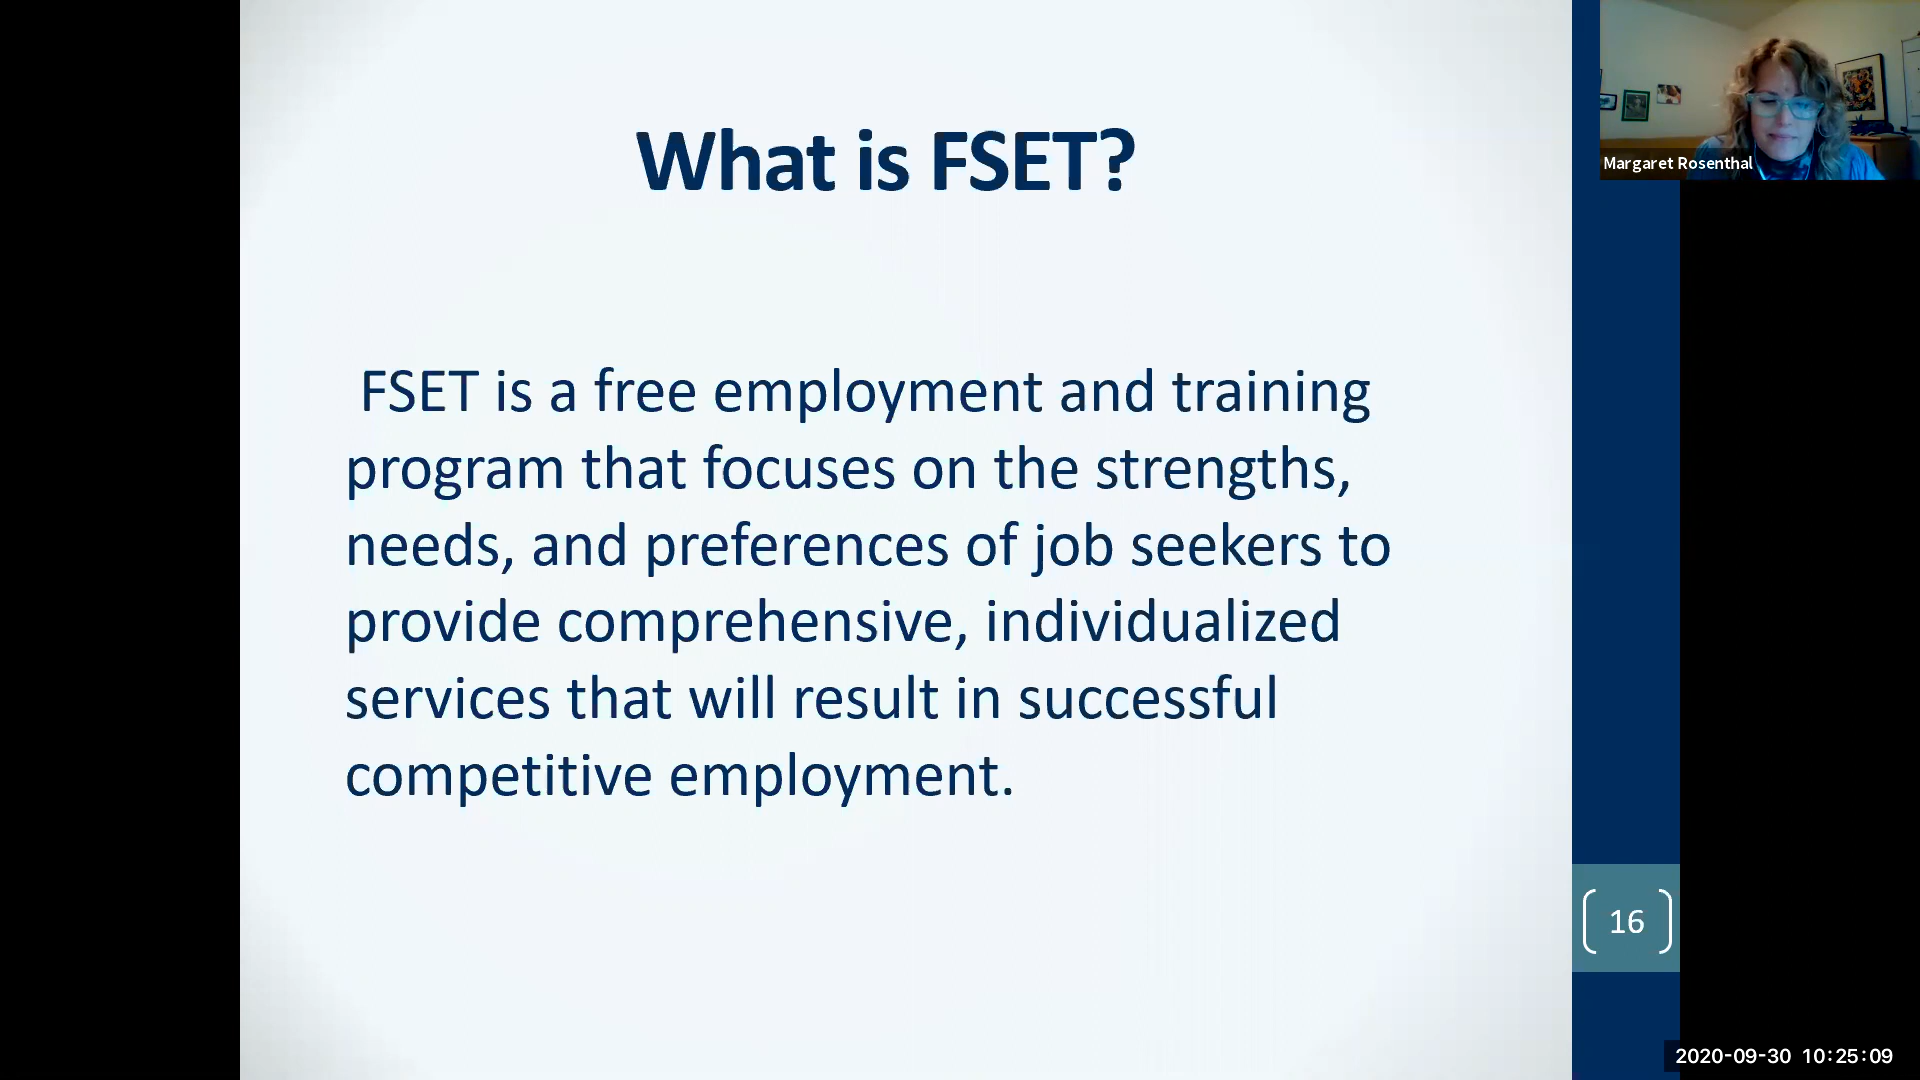 What is FSET?
FSET is a free employment and training
program that focuses on the strengths,
needs, and preferences of job seekers to
provide comprehensive, individualized
services that will result in successful
competitive employment.
Margaret Rosenthal
16
2020-09-30 10:25:09